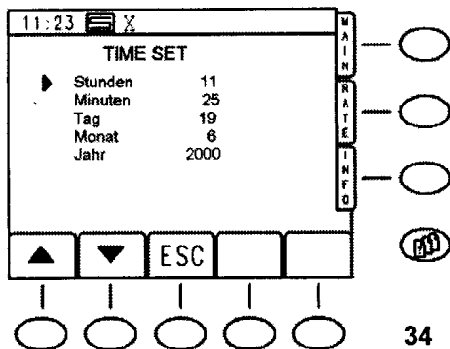 11:23 X
TIME SET
Stunden 11
Minuten 25
Tag 19
Monat 6
Jahr 2000
MAIN
RATE
INFO
ESC
34